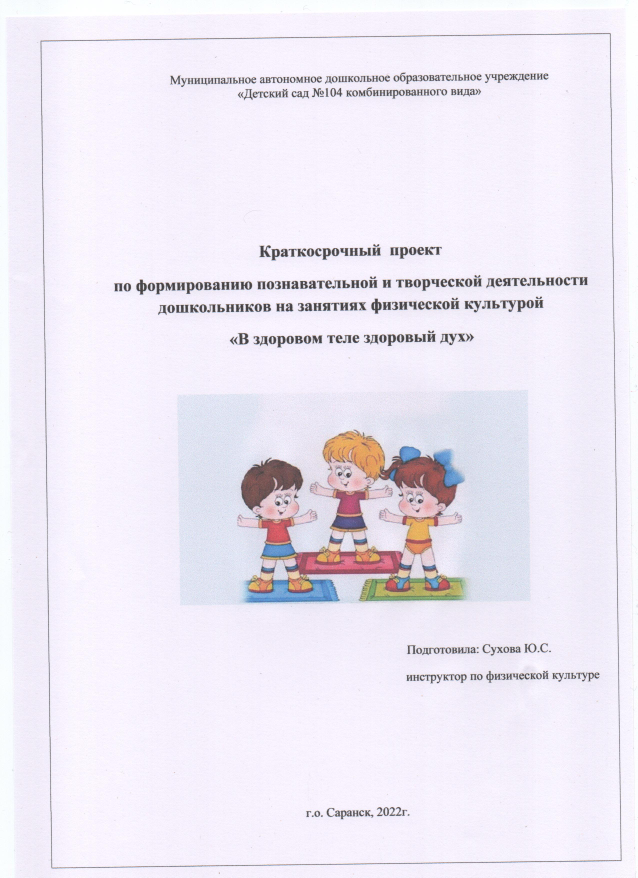 Муниципальное автономное дошкольное образовательное учреждение
«Детский сад №104 комбинированного вида»
Краткосрочный проект
по формированию познавательной и творческой деятельности
дошкольников на занятиях физической культурой
«В здоровом теле здоровый дух»
Подготовила: Сухова Ю.С.
инструктор по физической культуре
г.о. Саранск, 2022г.